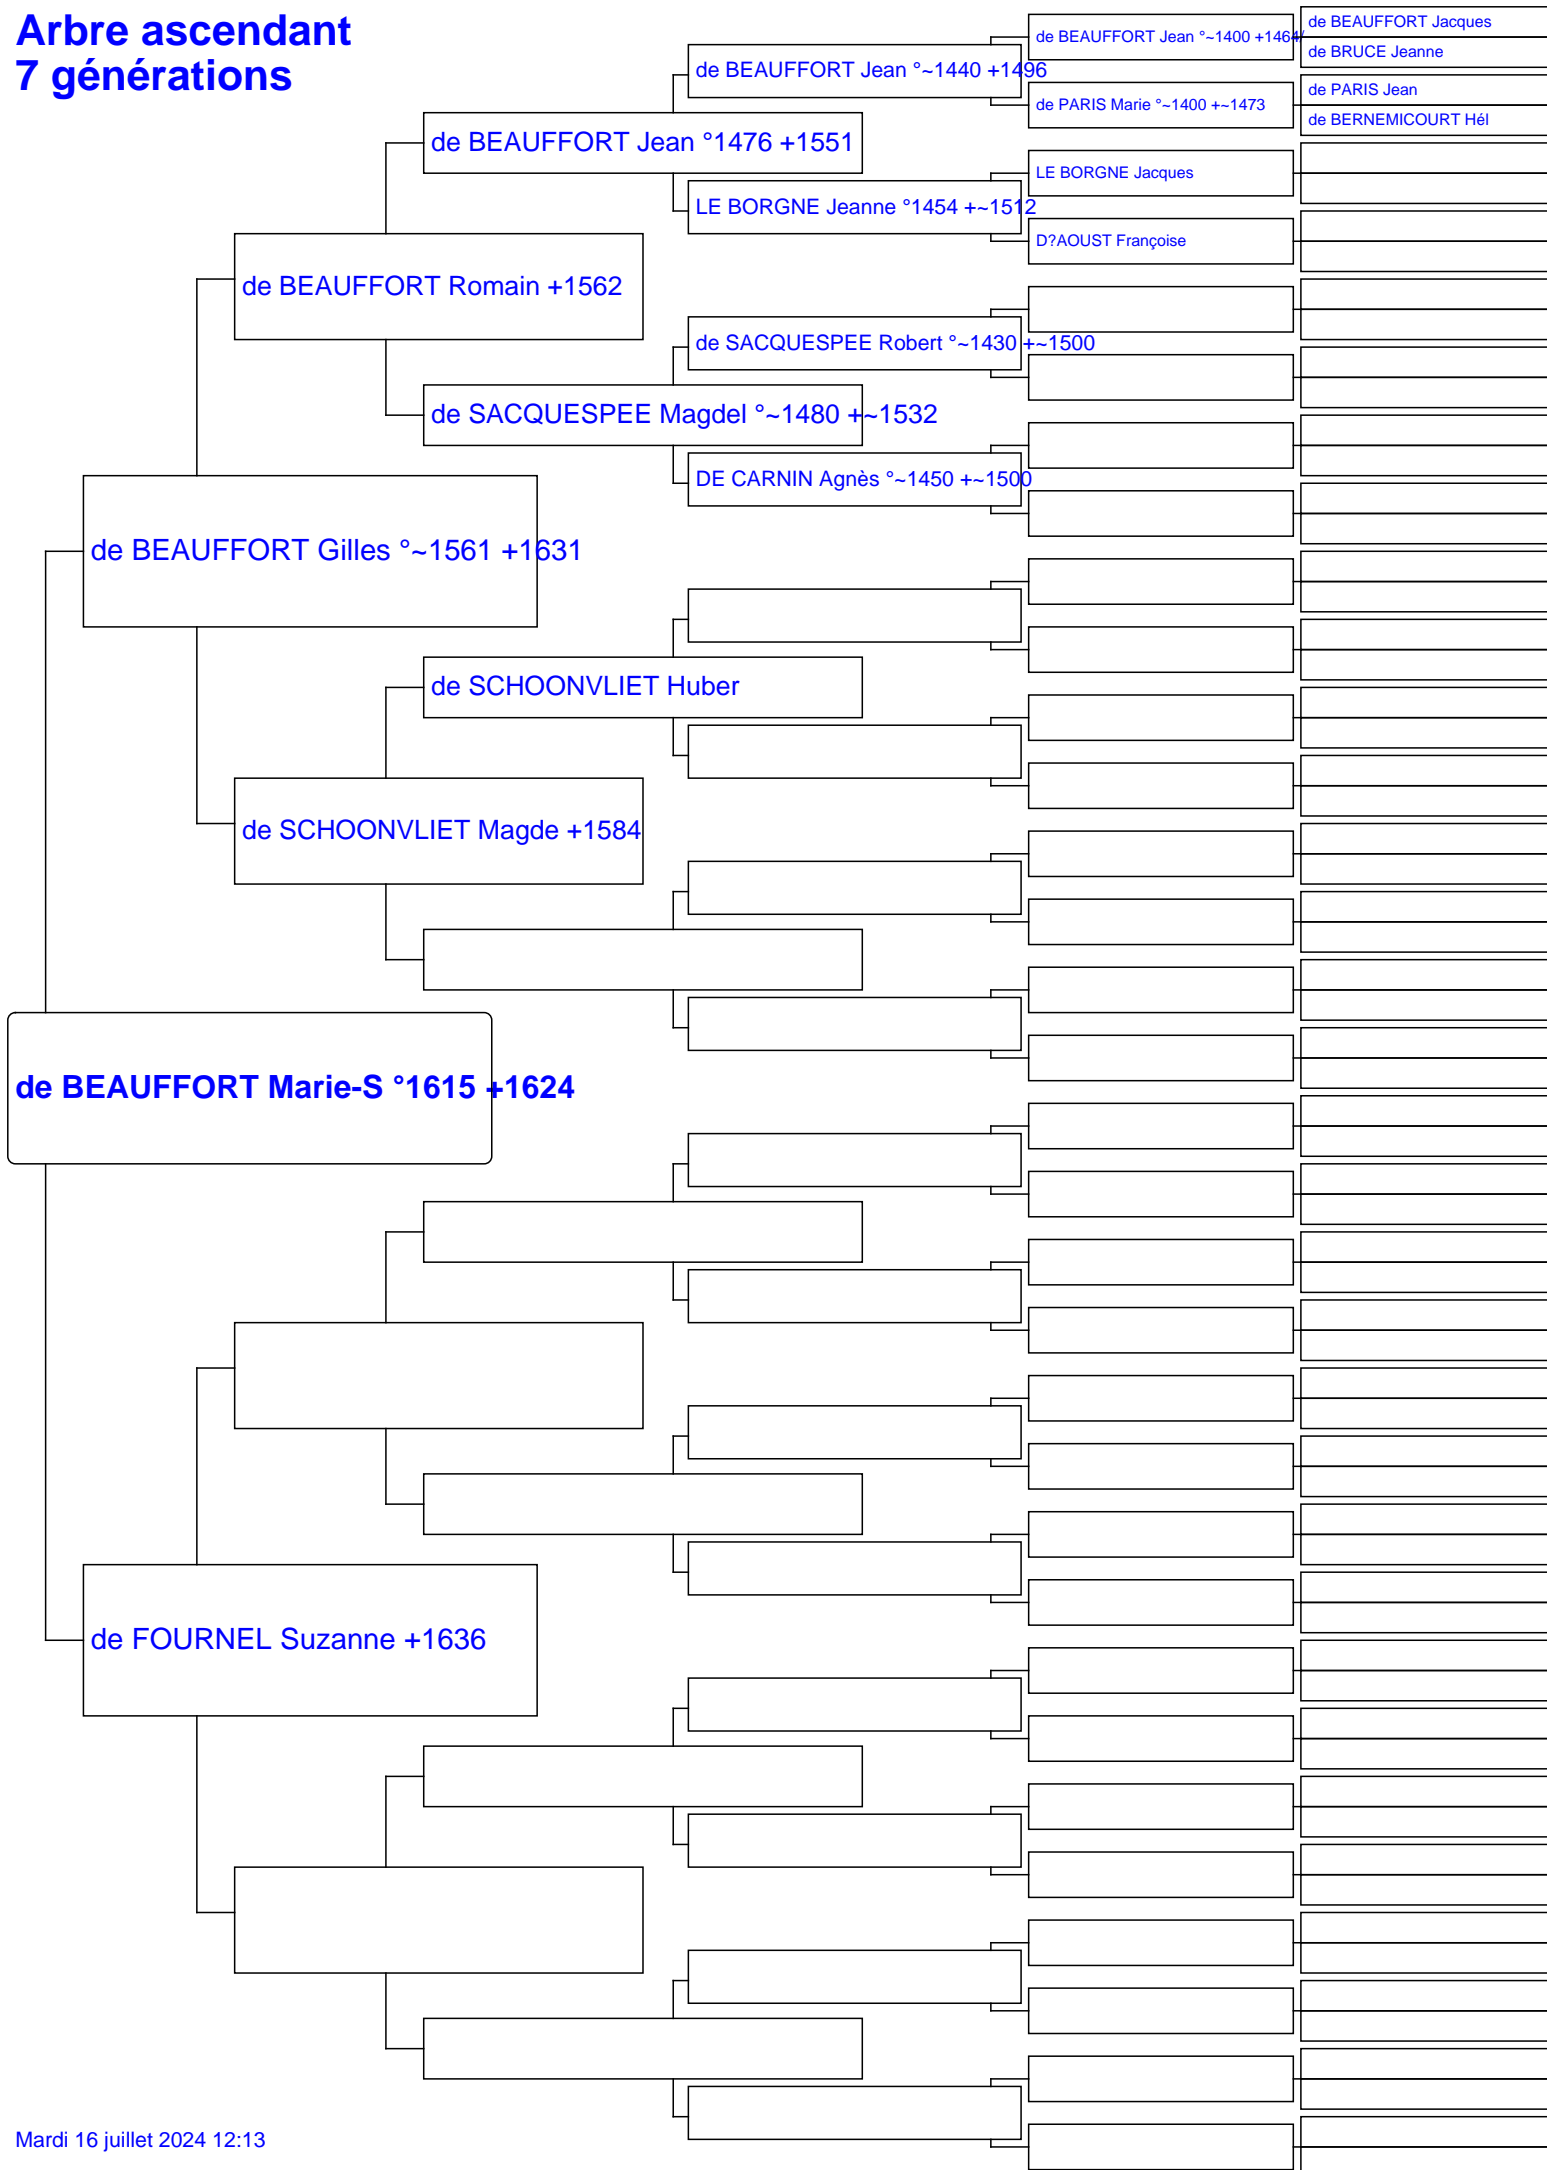 Arbre ascendant
7 générations
de BEAUFFORT Jacques
de BEAUFFORT Jean °~1400 +1464/
de BRUCE Jeanne
de BEAUFFORT Jean °~1440 +1496
de PARIS Jean
de PARIS Marie °~1400 +~1473
de BERNEMICOURT Hél
de BEAUFFORT Jean °1476 +1551
LE BORGNE Jacques
LE BORGNE Jeanne °1454 +~1512
D?AOUST Françoise
de BEAUFFORT Romain +1562
de SACQUESPEE Robert °~1430 +~1500
de SACQUESPEE Magdel °~1480 +~1532
DE CARNIN Agnès °~1450 +~1500
de BEAUFFORT Gilles °~1561 +1631
de SCHOONVLIET Huber
de SCHOONVLIET Magde +1584
de BEAUFFORT Marie-S °1615 +1624
de FOURNEL Suzanne +1636
Mardi 16 juillet 2024 12:13